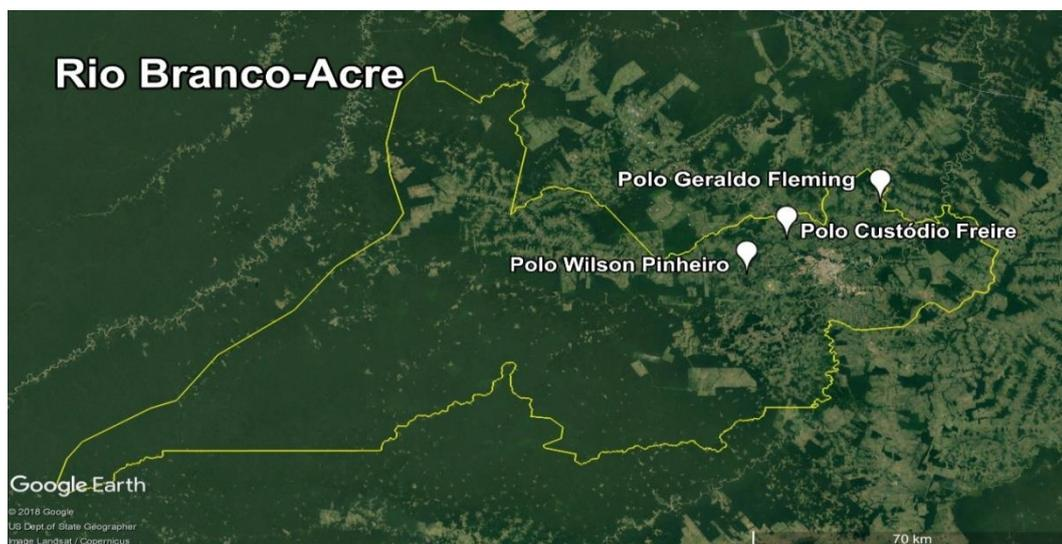 Rio Branco-Acre
Polo Geraldo Fleming
Polo Custódio Freire
Polo Wilson Pinheiro
Google Earth
© 2018 Google
US Dept of State Geographer
Image Landsat / Copernicus
70 km